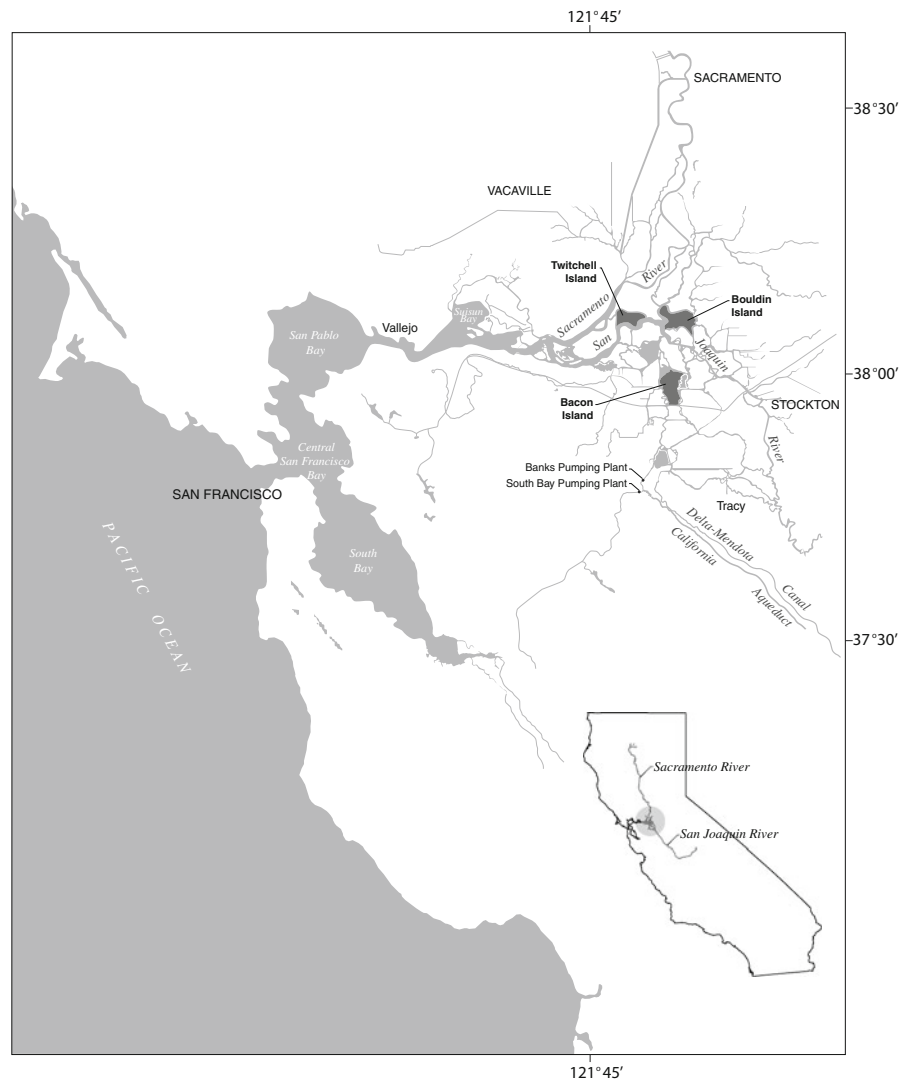 121°45′
SACRAMENTO
38°30′
VACAVILLE
Twitchell
Island
River
Bouldin
Island
Sacramento
Suisun
Bay
San Pablo
Bay
Vallejo
San
Joaquin
38°00′
Bacon
Island
STOCKTON
River
Central
San Francisco
Bay
Banks Pumping Plant
South Bay Pumping Plant
SAN FRANCISCO
Tracy
Delta-Mendota
Canal
California
Aqueduct
South
Bay
PACIFIC OCEAN
37°30′
Sacramento River
San Joaquin River
121°45′